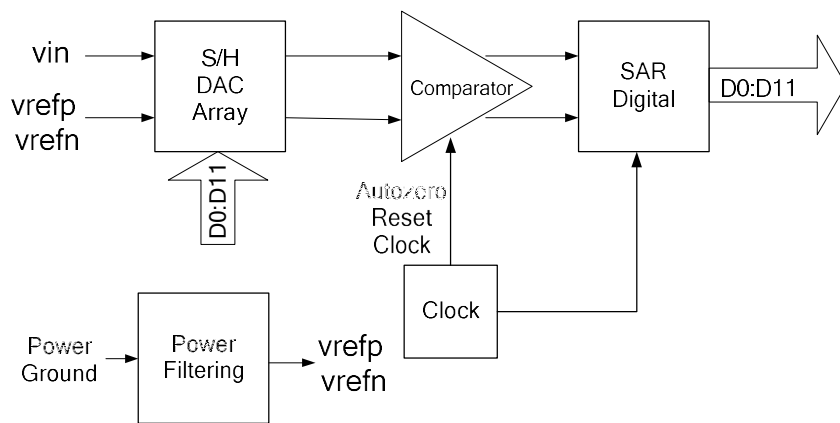 vin
vrefp
vrefn
S/H
DAC
Array
D0:D11
Comparator
SAR
Digital
D0:D11
Autozero
Reset
Clock
Clock
Power
Ground
Power
Filtering
vrefp
vrefn